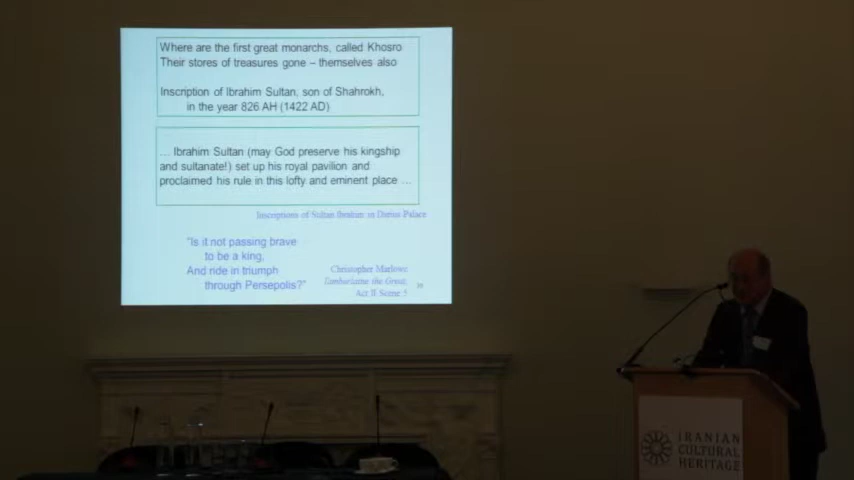 Where are the first great monarchs, called Khosro
Their stores of treasures gone – themselves also
Inscription of Ibrahim Sultan, son of Shahrokh,
in the year 826 AH (1422 AD)
... Ibrahim Sultan (may God preserve his kingship
and sultanate!) set up his royal pavilion and
proclaimed his rule in this lofty and eminent place ...
Inscriptions of Sultan Ibrahim in Darius Palace
"Is it not passing brave
to be a king,
And ride in triumph
through Persepolis?"
Christopher Marlowe
Tamburlaine the Great,
Act II Scene 5
IRANIAN
CULTURAL
HERITAGE